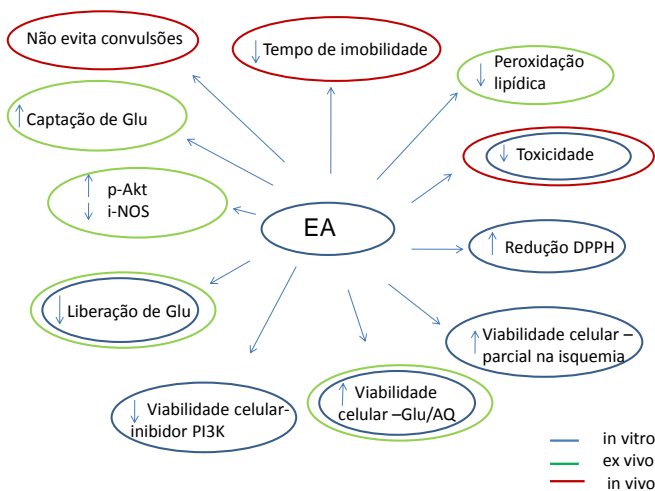 Não evita convulsões
↓ Tempo de imobilidade
↓ Peroxidação
lipídica
↑ Captação de Glu
↓ Toxicidade
↑ p-Akt
↓ i-NOS
EA
↑ Redução DPPH
↓ Liberação de Glu
↑ Viabilidade celular –
parcial na isquemia
↓ Viabilidade celular-
inibidor PI3K
↑ Viabilidade
celular –Glu/AQ
in vitro
ex vivo
in vivo